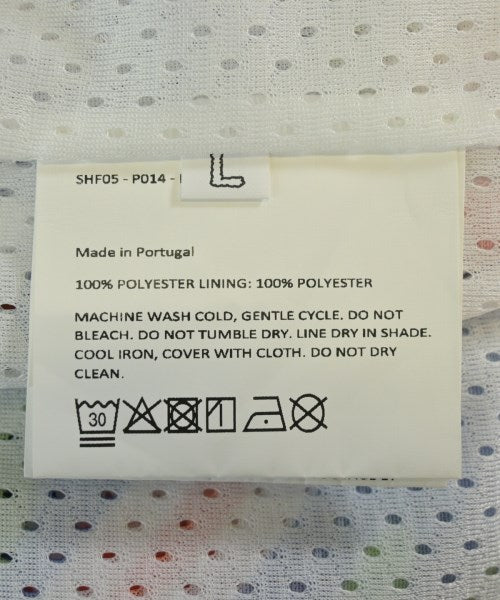 L
SHF05 - P014 -
Made in Portugal
100% POLYESTER LINING: 100% POLYESTER
MACHINE WASH COLD, GENTLE CYCLE. DO NOT
BLEACH. DO NOT TUMBLE DRY. LINE DRY IN SHADE.
COOL IRON, COVER WITH CLOTH. DO NOT DRY
CLEAN.
30